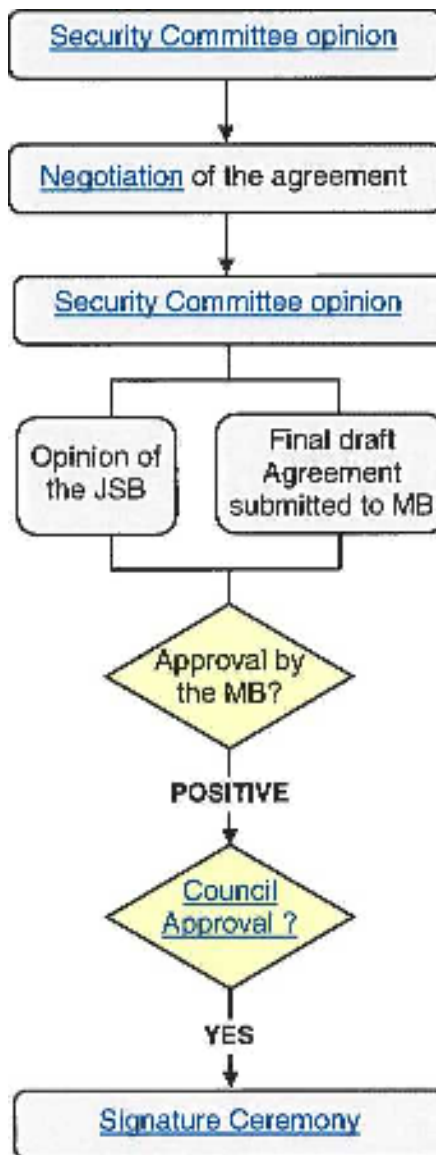 Security Committee opinion
Negotiation of the agreement
Security Committee opinion
Opinion of
the JSB
Final draft
Agreement
submitted to MB
Approval by
the MB?
POSITIVE
Council
Approval ?
YES
Signature Ceremony